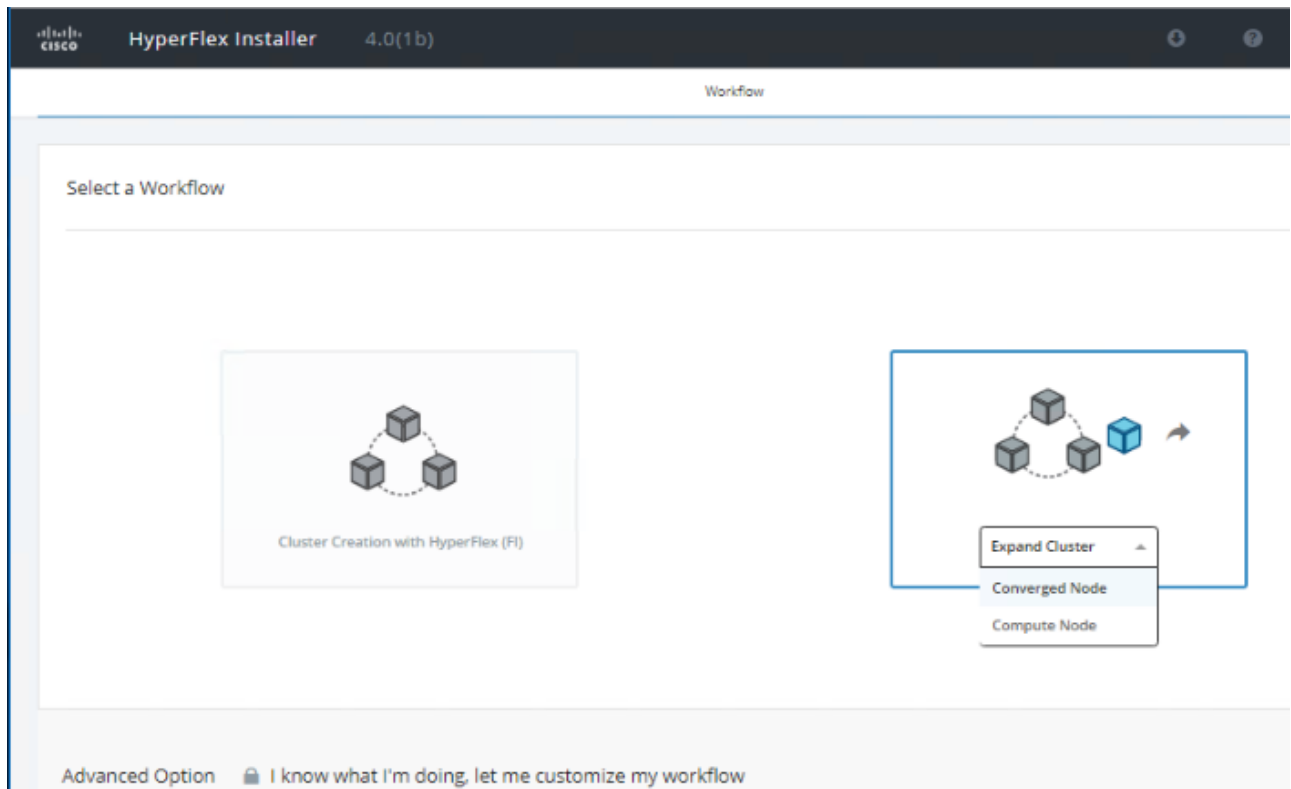 CISCO HyperFlex Installer 4.0(1b)
Workflow
Select a Workflow
Cluster Creation with HyperFlex (FI)
Expand Cluster
Converged Node
Compute Node
Advanced Option I know what I'm doing, let me customize my workflow